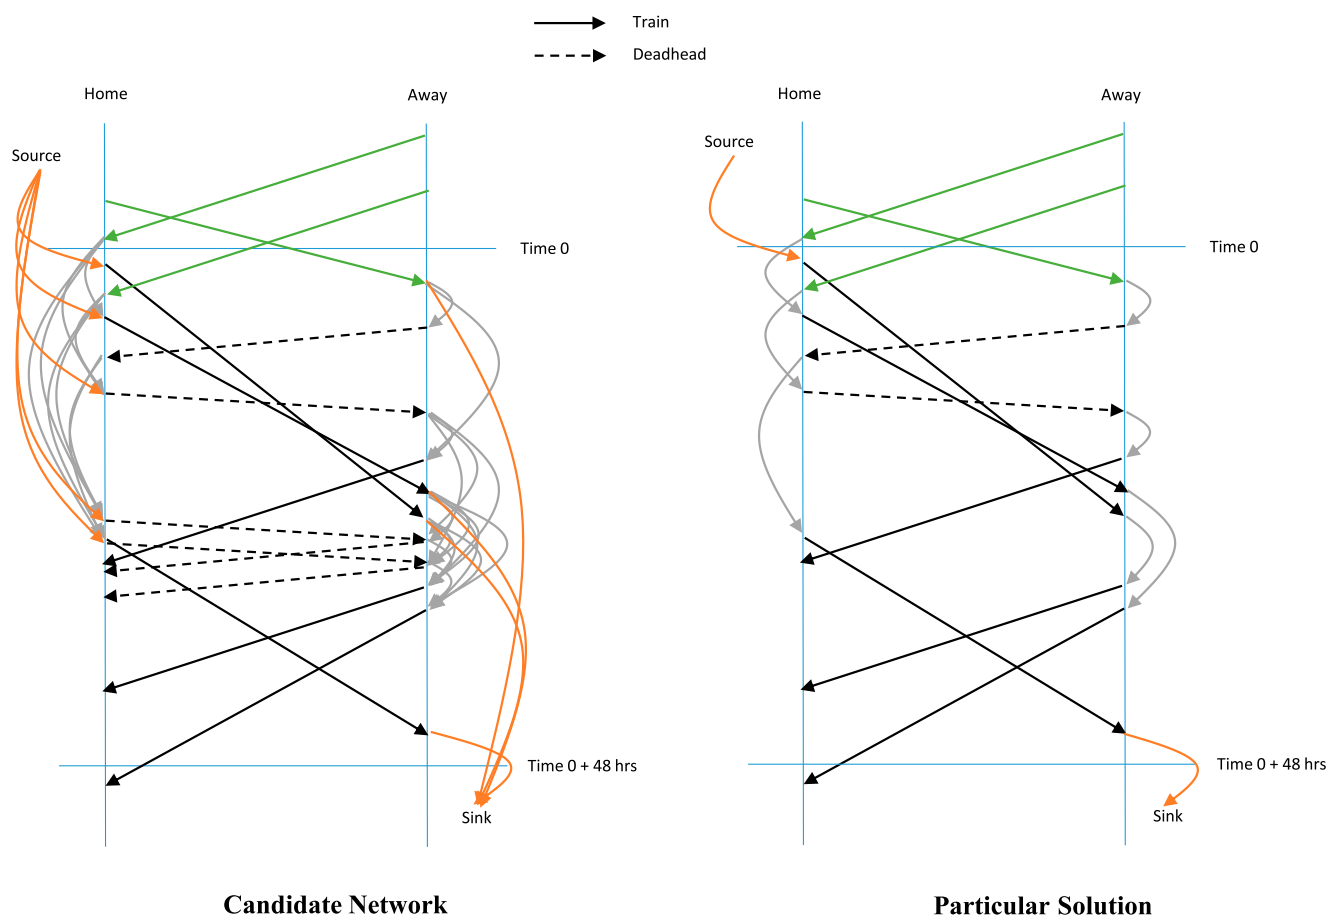 Train
Deadhead
Home
Away
Home
Away
Source
Source
Time 0
Time 0
Time 0 + 48 hrs
Time 0 + 48 hrs
Sink
Sink
Candidate Network
Particular Solution